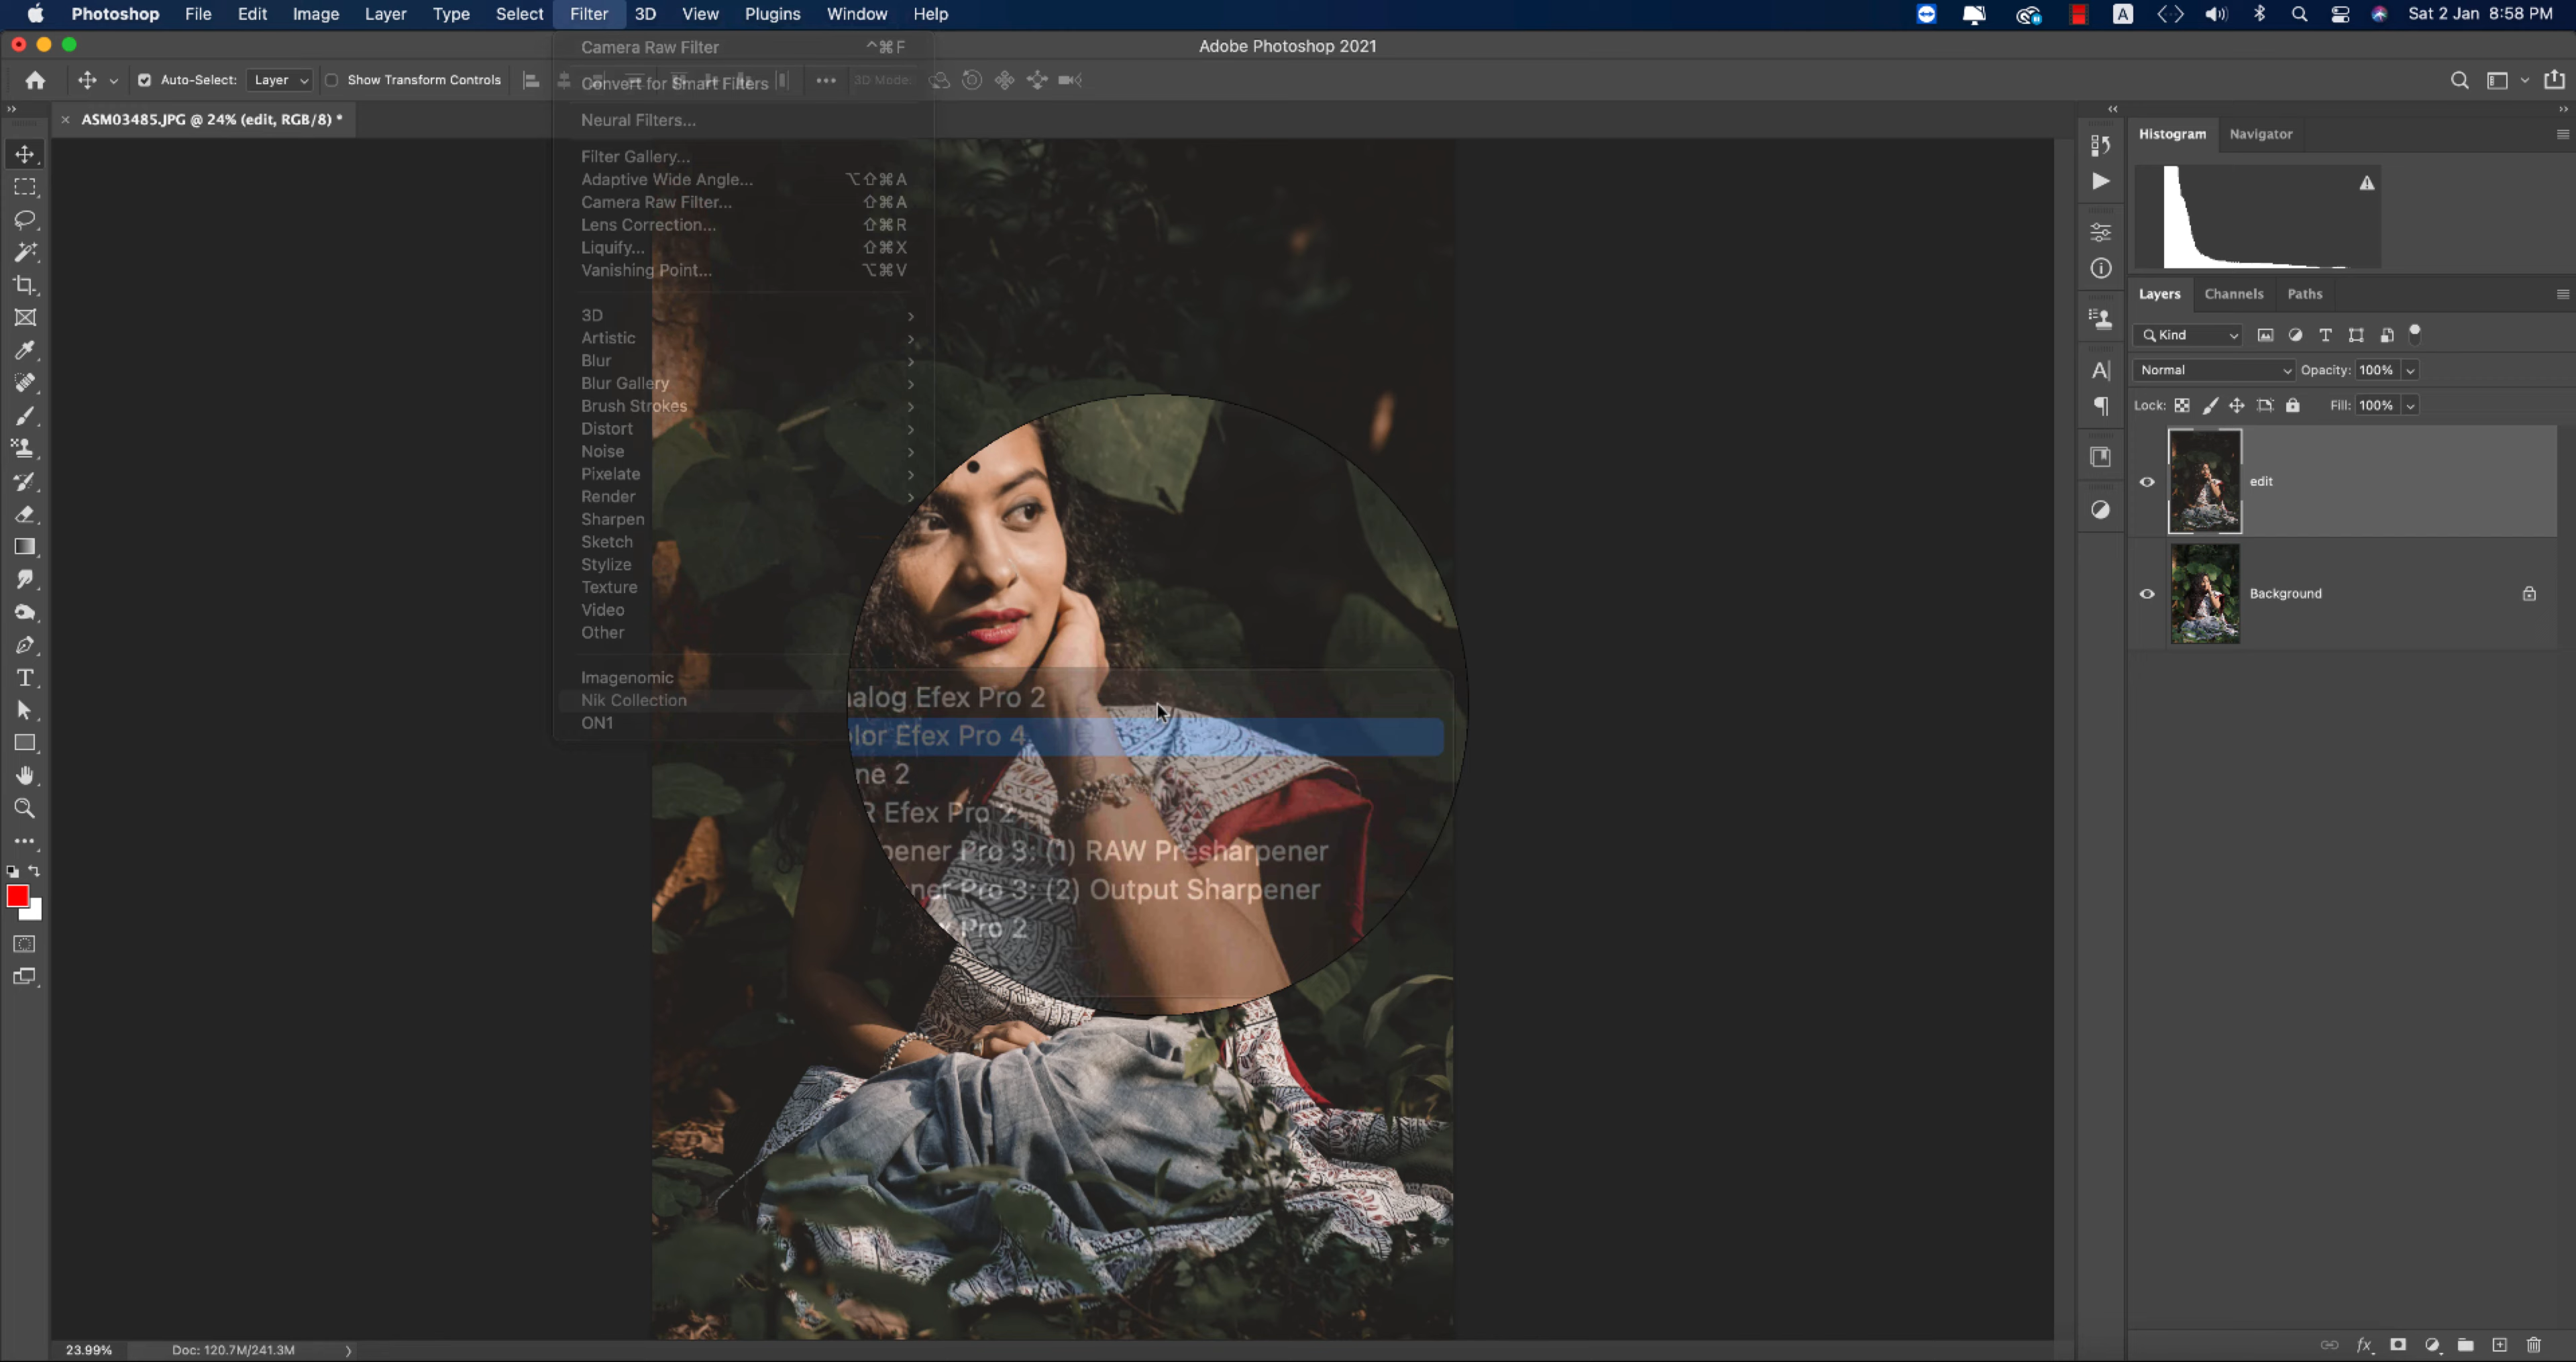 Photoshop File Edit Image Layer Type Select Filter 3D View Plugins Window Help
A Sat 2 Jan 8:58 PM
Adobe Photoshop 2021
Auto-Select: Layer Show Transform Controls
3D Mode:
ASM03485.JPG @ 24% (edit, RGB/8) *
Camera Raw Filter ^⌘F
Convert for Smart Filters
Neural Filters...
Filter Gallery...
Adaptive Wide Angle... ⌥⇧⌘A
Camera Raw Filter... ⇧⌘A
Lens Correction... ⇧⌘R
Liquify... ⇧⌘X
Vanishing Point... ⌥⌘V
3D
Artistic
Blur
Blur Gallery
Brush Strokes
Distort
Noise
Pixelate
Render
Sharpen
Sketch
Stylize
Texture
Video
Other
Imagenomic
Nik Collection
ON1
alog Efex Pro 2
lor Efex Pro 4
ne 2
R Efex Pro 2
pener Pro 3: (1) RAW Presharpener
ner Pro 3: (2) Output Sharpener
x Pro 2
Histogram Navigator
Layers Channels Paths
Kind
Normal Opacity: 100%
Lock: Fill: 100%
edit
Background
23.99% Doc: 120.7M/241.3M